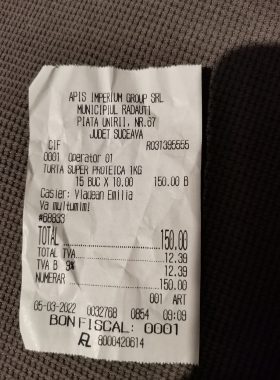 APIS IMPERIUM GROUP SRL
MUNICIPIUL RADAUTI
PIATA UNIRII, NR.67
JUDET SUCEAVA
CIF RO31395555
0001 Operator 01
TURTA SUPER PROTEICA 1KG
15 BUC X 10.00 150.00 B
Casier: Vladean Emilia
Va multumim!
#68833
TOTAL 150.00
TOTAL TVA 12.39
TVA B 9% 12.39
NUMERAR 150.00
001 ART
05-03-2022 0032768 0854 09:09
BON FISCAL: 0001
8000420614